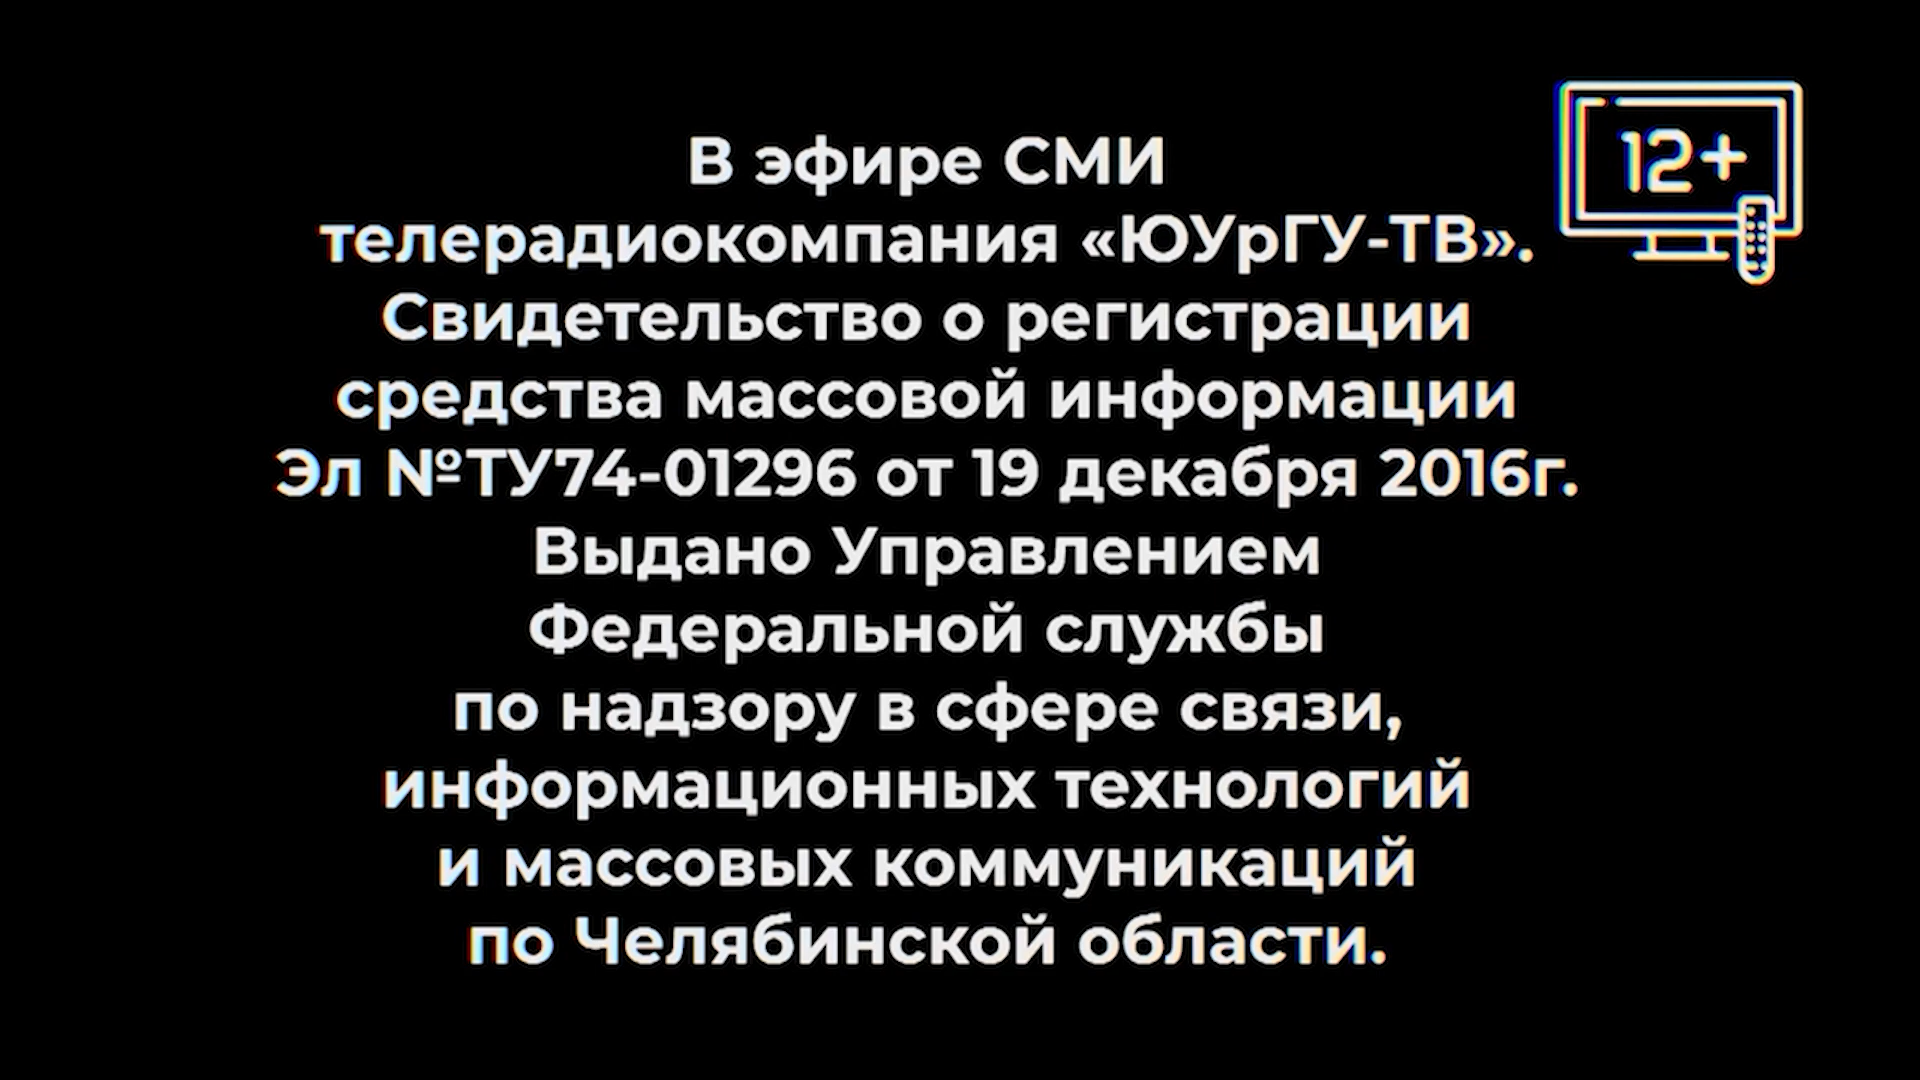 В эфире СМИ
телерадиокомпания «ЮУрГУ-ТВ».
Свидетельство о регистрации
средства массовой информации
Эл №ТУ74-01296 от 19 декабря 2016г.
Выдано Управлением
Федеральной службы
по надзору в сфере связи,
информационных технологий
и массовых коммуникаций
по Челябинской области.
12+